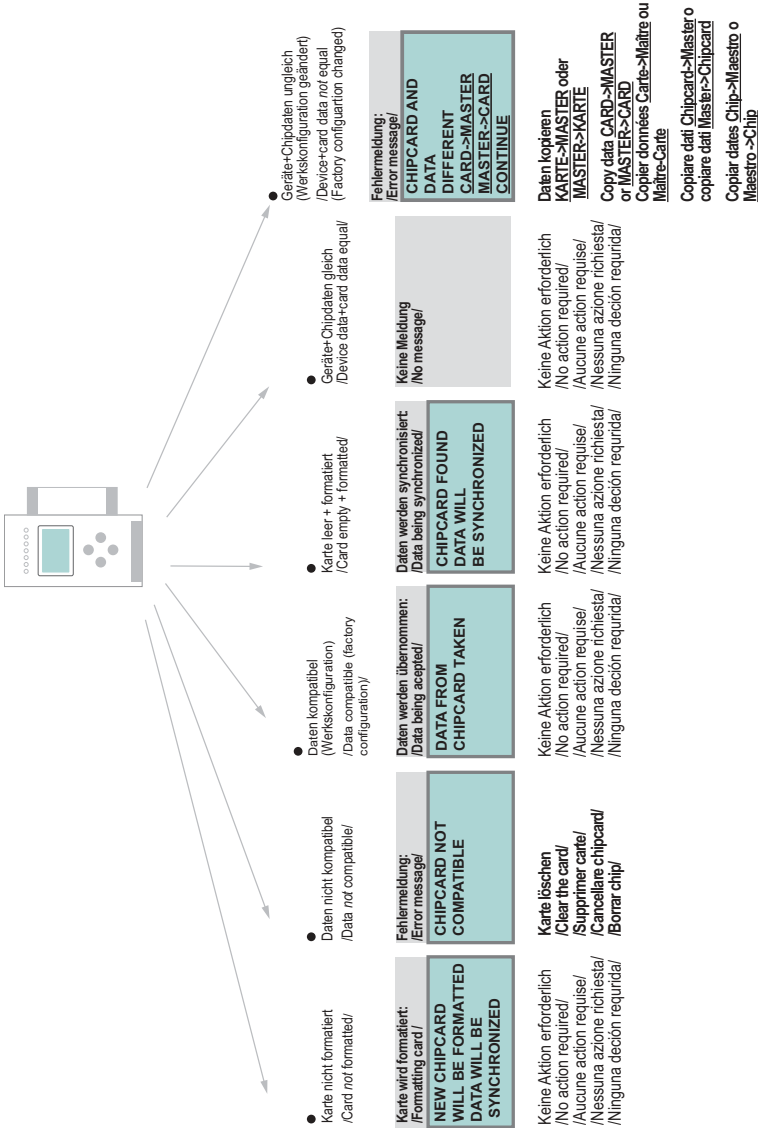 ● Karte nicht formatiert
/Card not formatted/
Karte wird formatiert:
/Formatting card /
NEW CHIPCARD
WILL BE FORMATTED
DATA WILL BE
SYNCHRONIZED
Keine Aktion erforderlich
/No action required/
/Aucune action requise/
/Nessuna azione richiesta/
/Ninguna deción requrida/
● Daten nicht kompatibel
/Data not compatible/
Fehlermeldung:
/Error message/
CHIPCARD NOT
COMPATIBLE
Karte löschen
/Clear the card/
/Supprimer carte/
/Cancellare chipcard/
/Borrar chip/
● Daten kompatibel
(Werkskonfiguration)
/Data compatible (factory
configuration)/
Daten werden übernommen:
/Data being acepted/
DATA FROM
CHIPCARD TAKEN
Keine Aktion erforderlich
/No action required/
/Aucune action requise/
/Nessuna azione richiesta/
/Ninguna deción requrida/
● Karte leer + formatiert
/Card empty + formatted/
Daten werden synchronisiert:
/Data being synchronized/
CHIPCARD FOUND
DATA WILL
BE SYNCHRONIZED
Keine Aktion erforderlich
/No action required/
/Aucune action requise/
/Nessuna azione richiesta/
/Ninguna deción requrida/
● Geräte+Chipdaten gleich
/Device data+card data equal/
Keine Meldung
/No message/
Keine Aktion erforderlich
/No action required/
/Aucune action requise/
/Nessuna azione richiesta/
/Ninguna deción requrida/
● Geräte+Chipdaten ungleich
(Werkskonfiguration geändert)
/Device+card data not equal
(Factory configuartion changed)
Fehlermeldung:
/Error message/
CHIPCARD AND
DATA
DIFFERENT
CARD->MASTER
MASTER->CARD
CONTINUE
Daten kopieren
KARTE->MASTER oder
MASTER->KARTE
Copy data CARD->MASTER
or MASTER->CARD
Copier données Carte->Maître ou
Maître-Carte
Copiare dati Chipcard->Master o
copiare dati Master->Chipcard
Copiar dates Chip->Maestro o
Maestro ->Chip